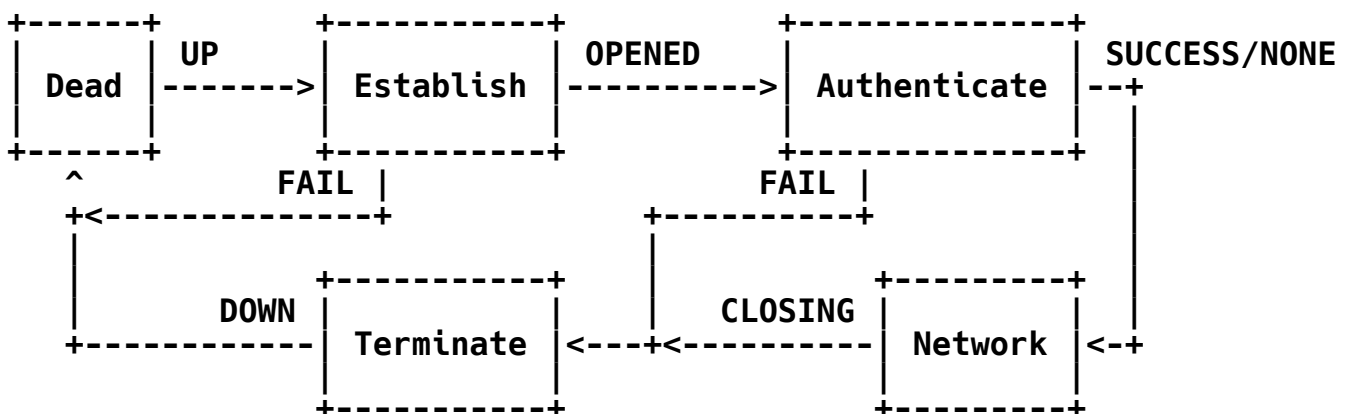 UP OPENED SUCCESS/NONE
Dead Establish Authenticate
FAIL FAIL
DOWN CLOSING
Terminate Network